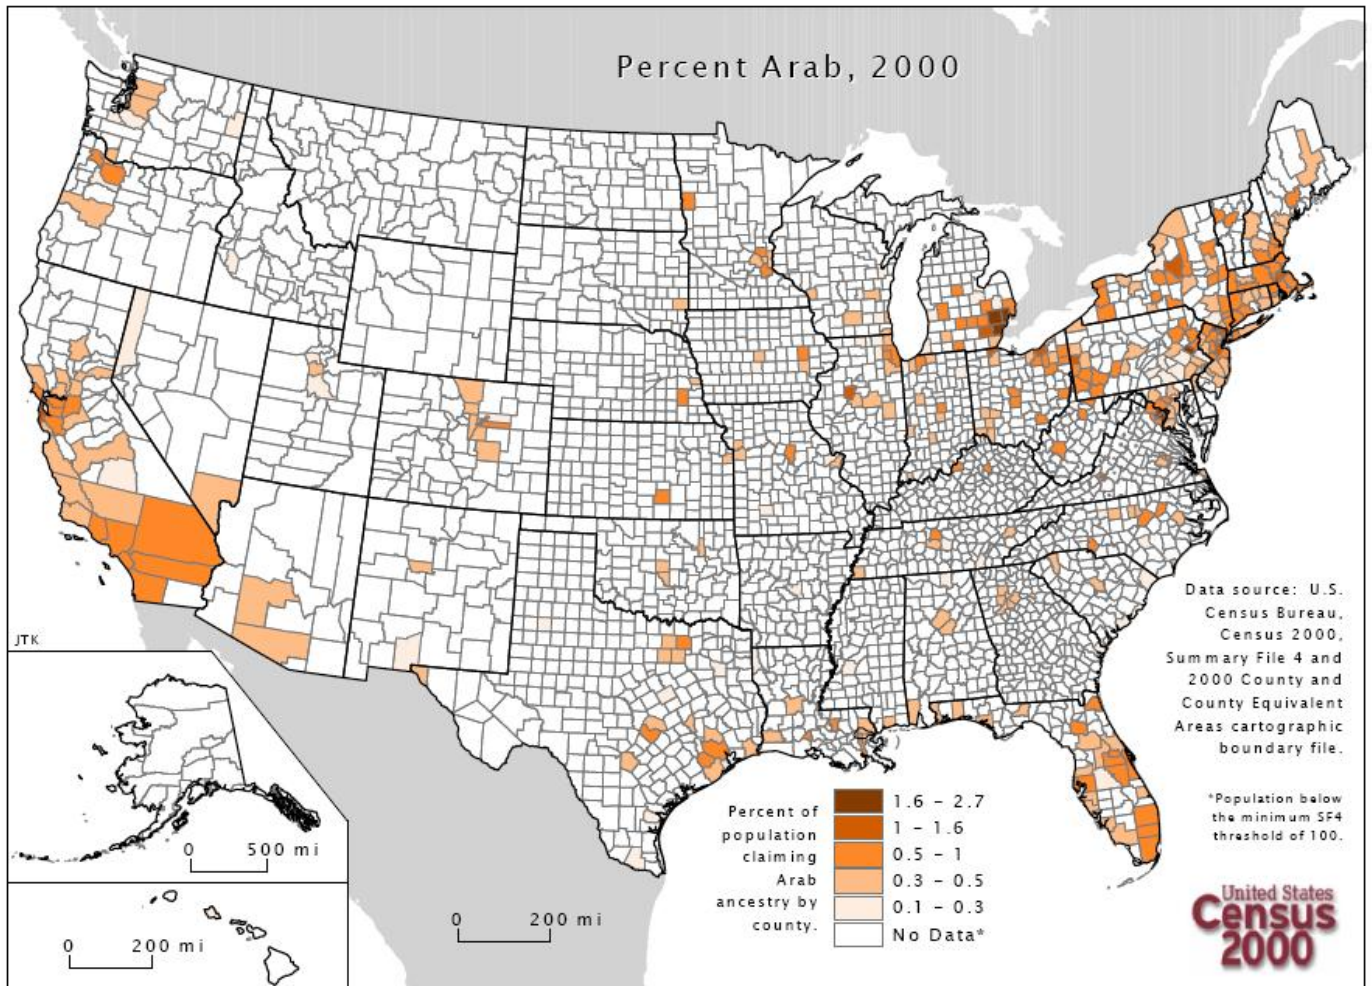 Percent Arab, 2000
JTK
0 500 mi
0 200 mi
0 200 mi
Percent of
population
claiming
Arab
ancestry by
county.
1.6 – 2.7
1 – 1.6
0.5 – 1
0.3 – 0.5
0.1 – 0.3
No Data*
Data source: U.S.
Census Bureau,
Census 2000,
Summary File 4 and
2000 County and
County Equivalent
Areas cartographic
boundary file.
*Population below
the minimum SF4
threshold of 100.
United States
Census
2000